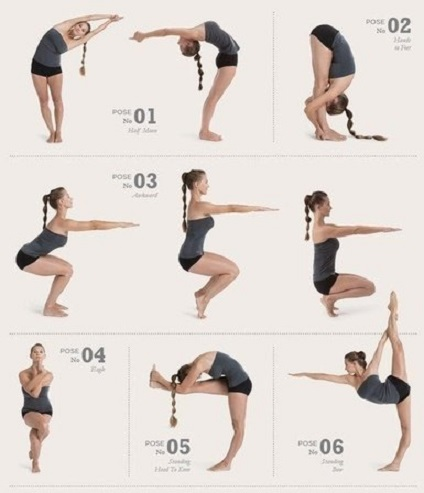 POSE No 01
Half Moon
POSE No 02
Hands
to Feet
POSE No 03
Awkward
POSE No 04
Eagle
POSE No 05
Standing
Head To Knee
POSE No 06
Standing
Bow